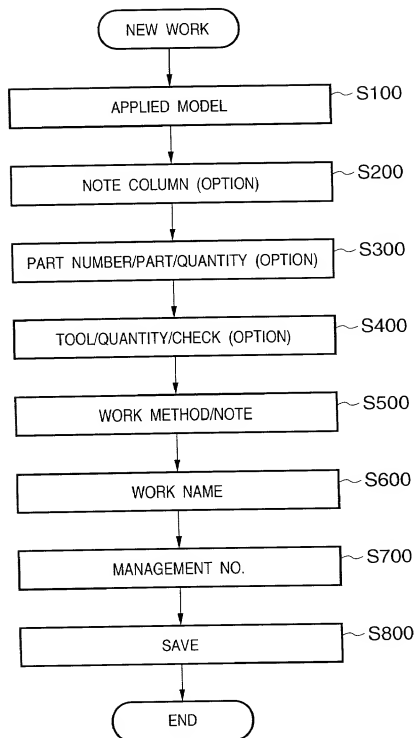 NEW WORK
APPLIED MODEL
S100
NOTE COLUMN (OPTION)
S200
PART NUMBER/PART/QUANTITY (OPTION)
S300
TOOL/QUANTITY/CHECK (OPTION)
S400
WORK METHOD/NOTE
S500
WORK NAME
S600
MANAGEMENT NO.
S700
SAVE
S800
END